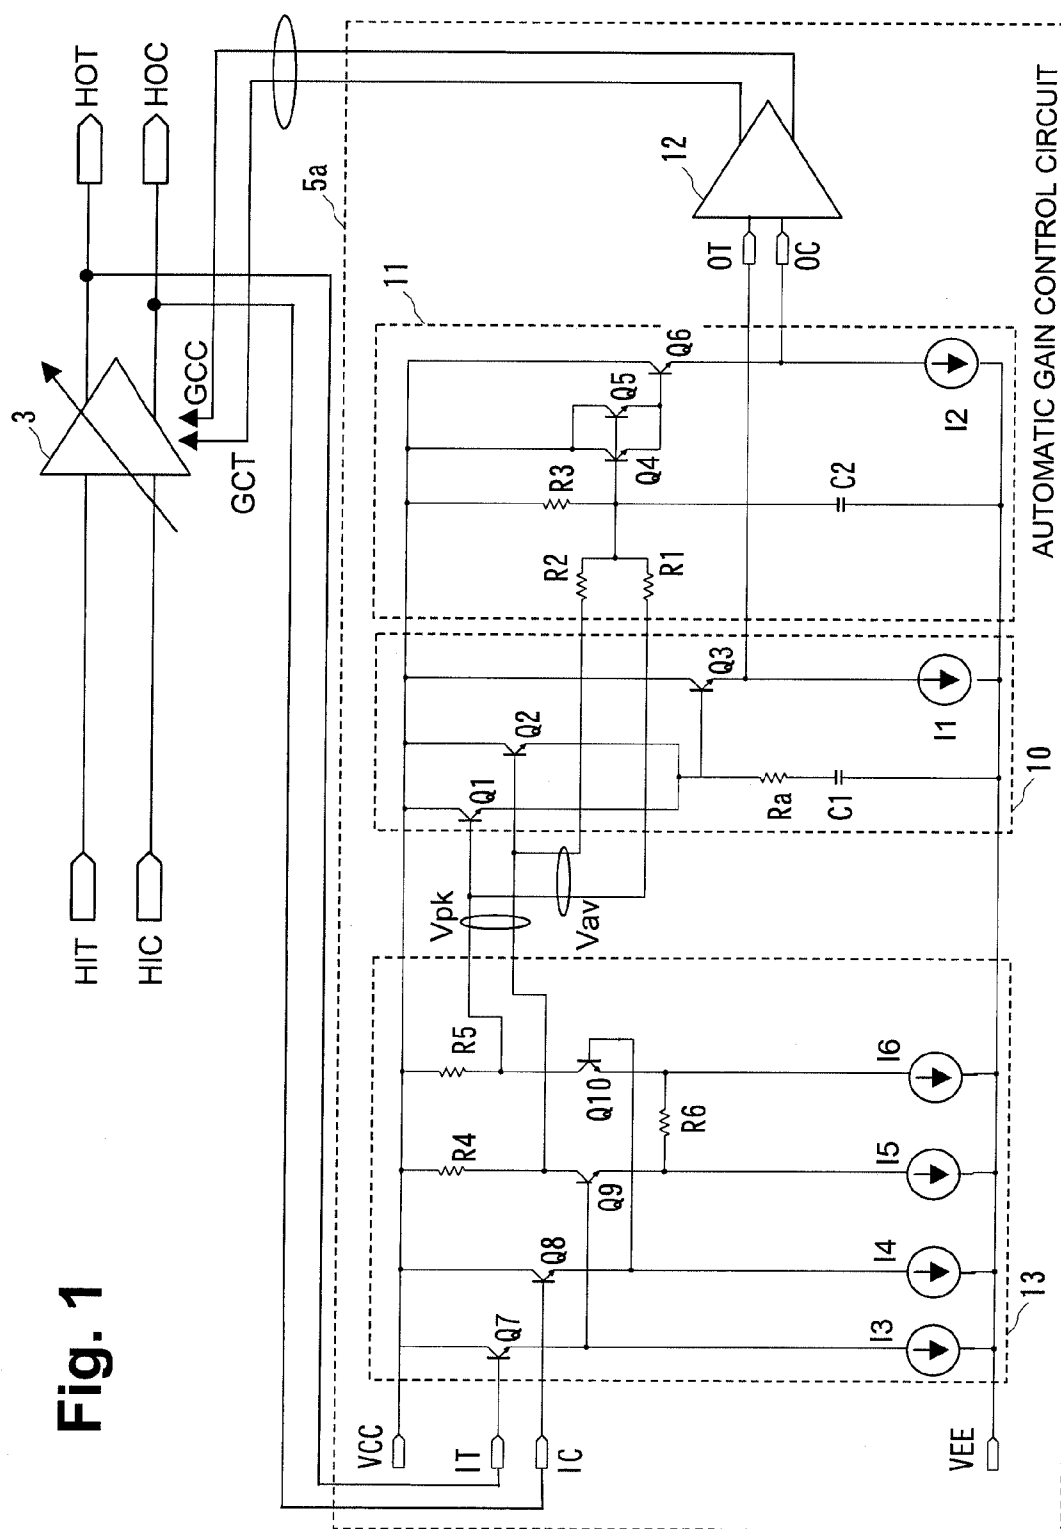 Fig. 1
HIT
HIC
3
HOT
HOC
GCT
GCC
5a
VCC
IT
IC
VEE
13
Q7
Q8
Q9
Q10
R4
R5
R6
I3
I4
I5
I6
Vpk
Vav
10
Q1
Q2
Q3
Ra
C1
I1
11
R2
R1
R3
Q4
Q5
Q6
C2
I2
OT
OC
12
AUTOMATIC GAIN CONTROL CIRCUIT